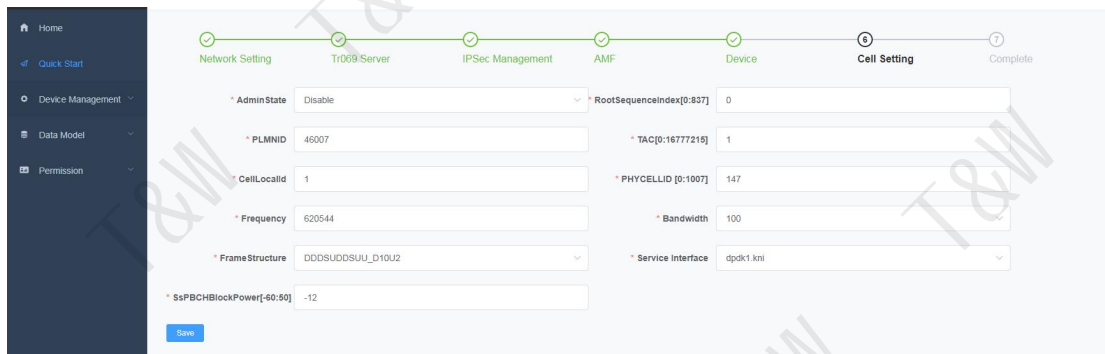 Home
Quick Start
Device Management
Data Model
Permission
Network Setting
Tr069 Server
IPSec Management
AMF
Device
6
Cell Setting
7
Complete
* AdminState Disable * RootSequenceIndex[0:837] 0
* PLMNID 46007 * TAC[0:16777215] 1
* CellLocalId 1 * PHYCELLID [0:1007] 147
* Frequency 620544 * Bandwidth 100
* FrameStructure DDDSUDDSUU_D10U2 * Service Interface dpdk1.kni
* SsPBCHBlockPower[-60:50] -12
Save
T&W
T&W